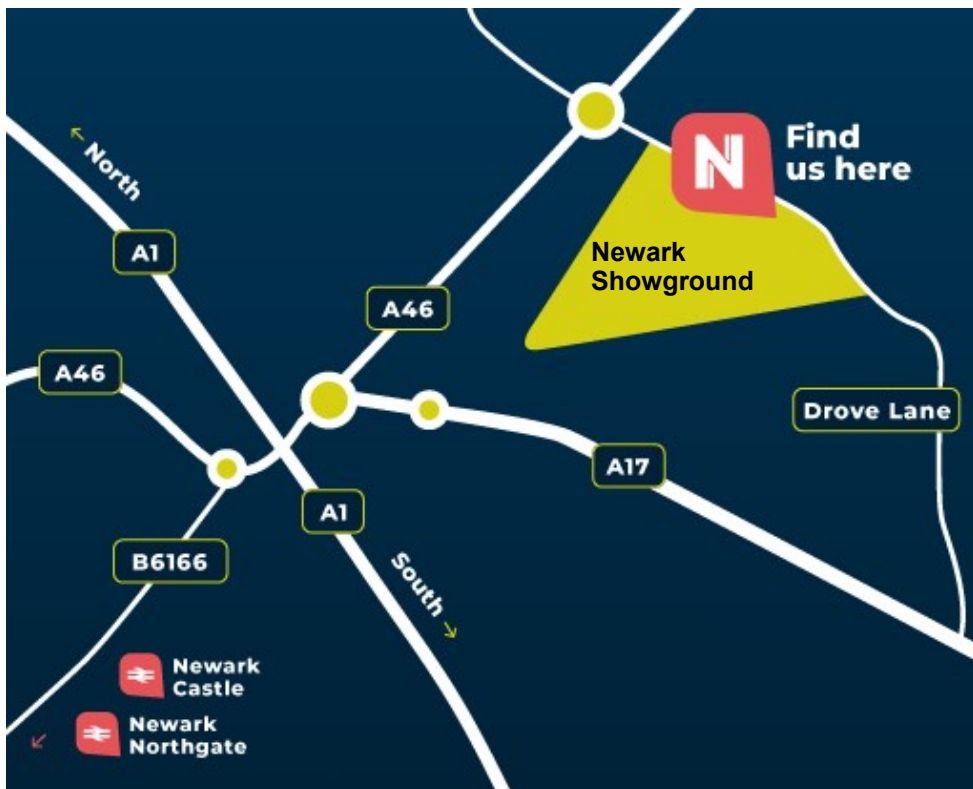 N
Find
us here
North
A1
Newark
Showground
A46
A46
Drove Lane
A17
A1
B6166
South
Newark
Castle
Newark
Northgate